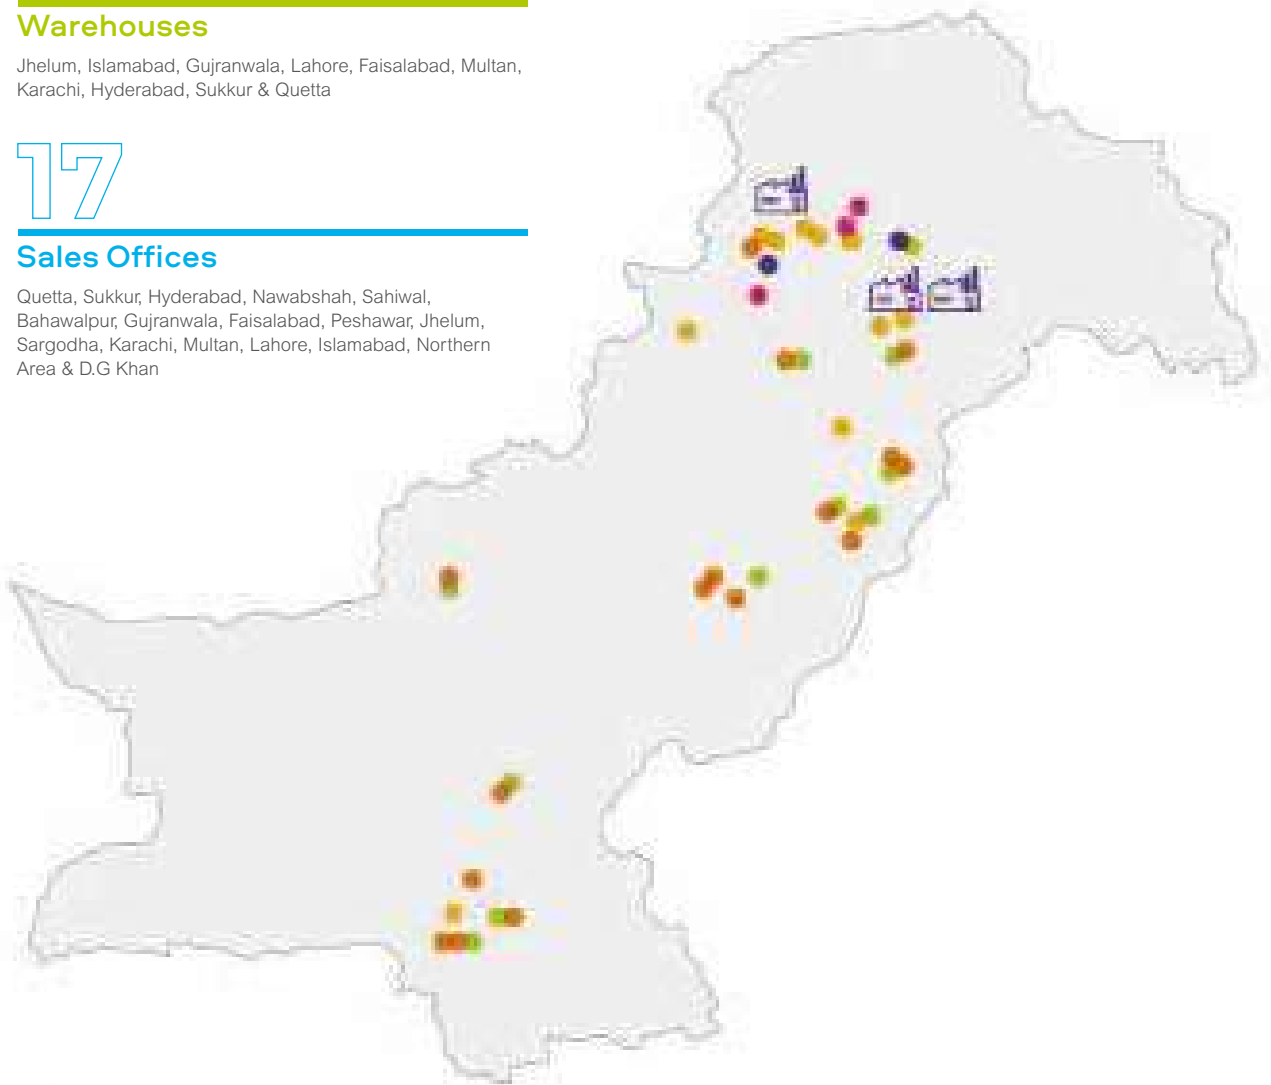 Warehouses
Jhelum, Islamabad, Gujranwala, Lahore, Faisalabad, Multan,
Karachi, Hyderabad, Sukkur & Quetta
17
Sales Offices
Quetta, Sukkur, Hyderabad, Nawabshah, Sahiwal,
Bahawalpur, Gujranwala, Faisalabad, Peshawar, Jhelum,
Sargodha, Karachi, Multan, Lahore, Islamabad, Northern
Area & D.G Khan